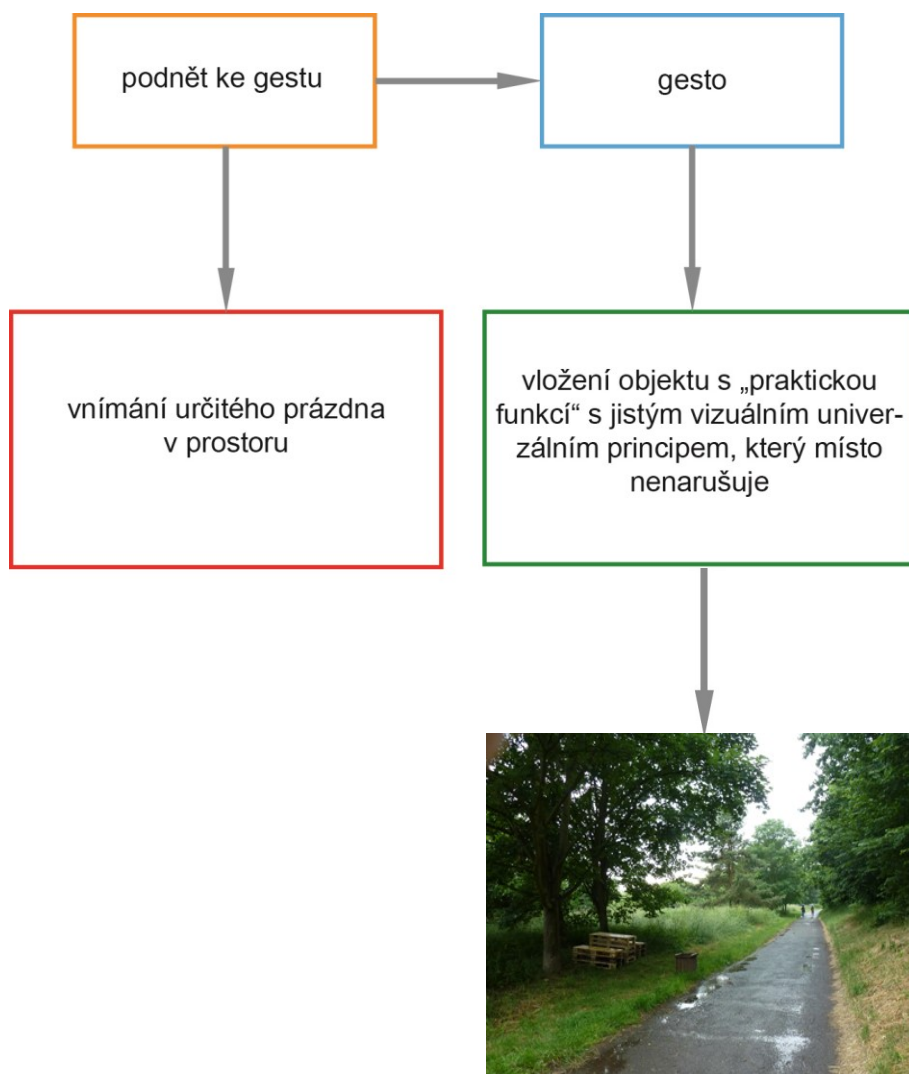 podnět ke gestu
gesto
vnímání určitého prázdna
v prostoru
vložení objektu s „praktickou
funkcí“ s jistým vizuálním univer-
zálním principem, který místo
nenarušuje